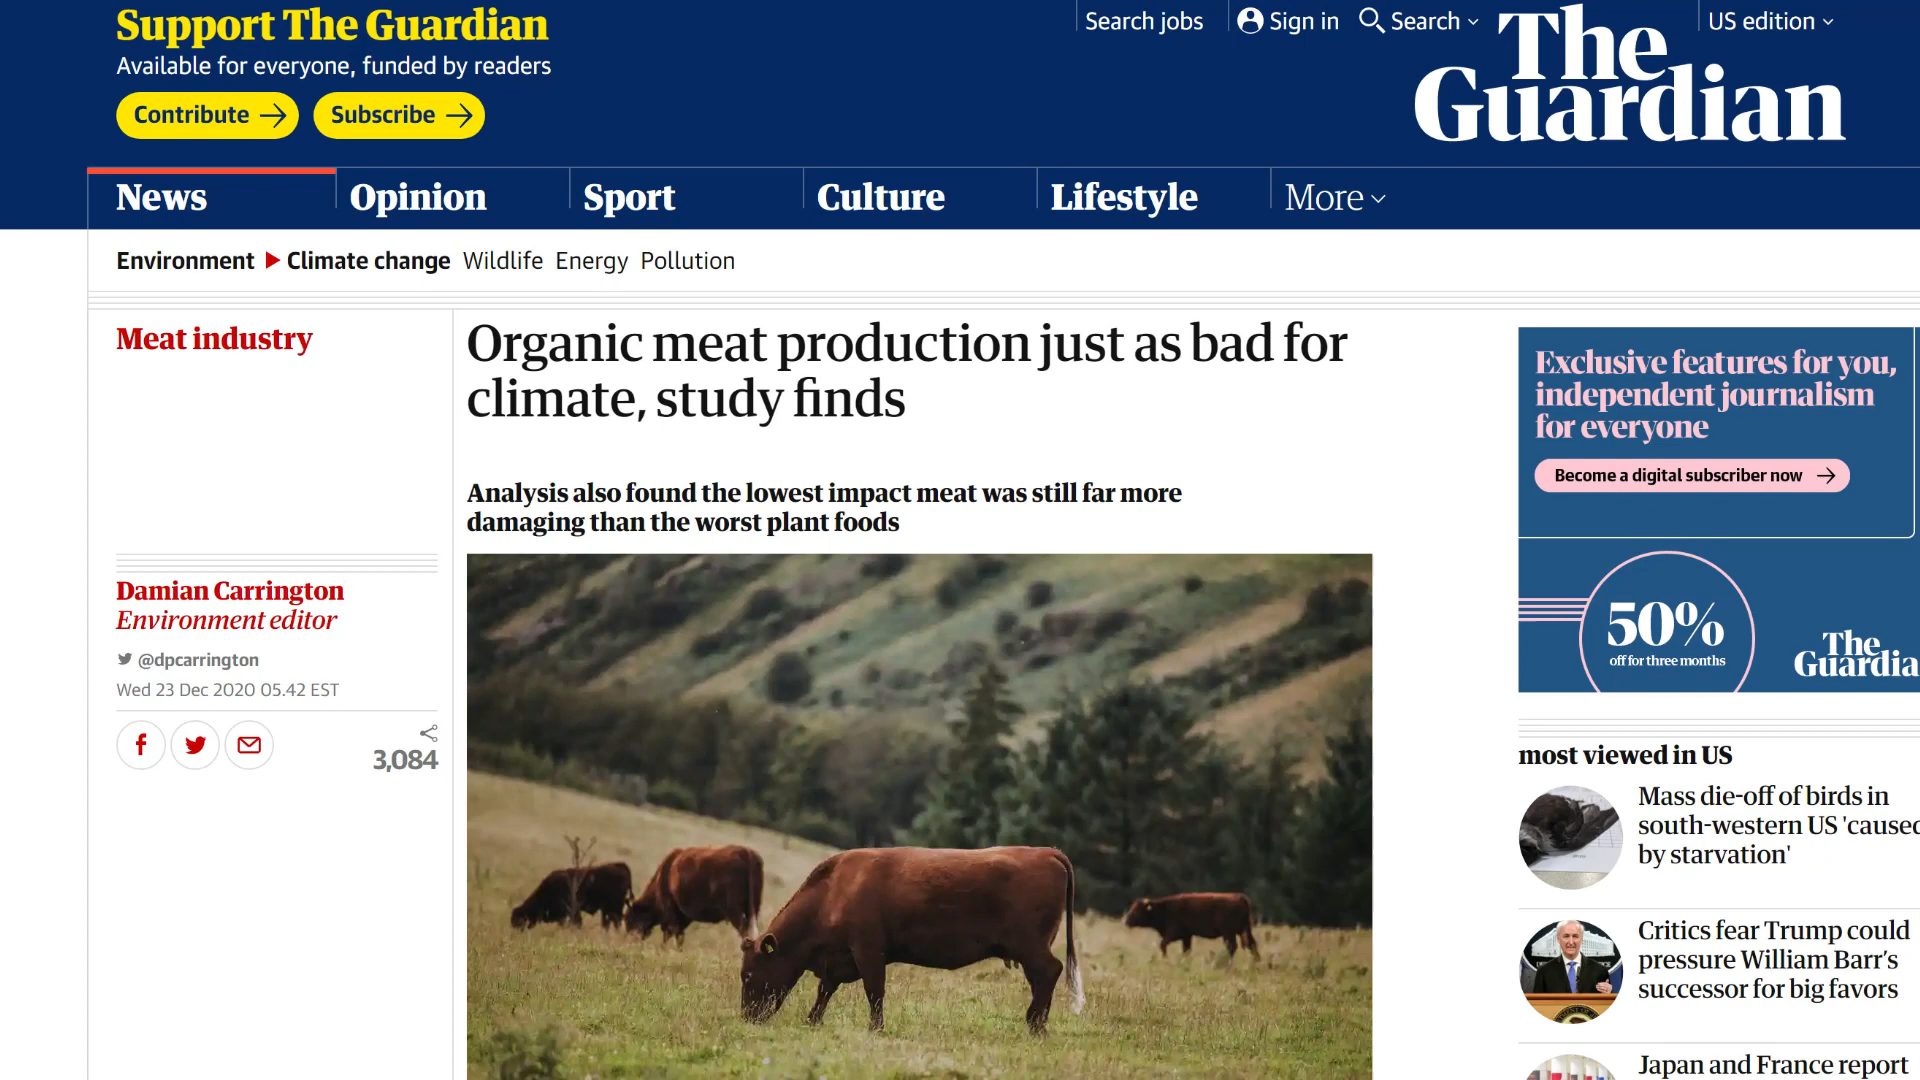 Support The Guardian
Available for everyone, funded by readers
Contribute
Subscribe
Search jobs
Sign in
Search
US edition
The
Guardian
News
Opinion
Sport
Culture
Lifestyle
More
Environment
Climate change
Wildlife
Energy
Pollution
Meat industry
Organic meat production just as bad for
climate, study finds
Analysis also found the lowest impact meat was still far more
damaging than the worst plant foods
Damian Carrington
Environment editor
@dpcarrington
Wed 23 Dec 2020 05.42 EST
3,084
Exclusive features for you,
independent journalism
for everyone
Become a digital subscriber now
50%
off for three months
The
Guardia
most viewed in US
Mass die-off of birds in
south-western US 'caused
by starvation'
Critics fear Trump could
pressure William Barr’s
successor for big favors
Japan and France report